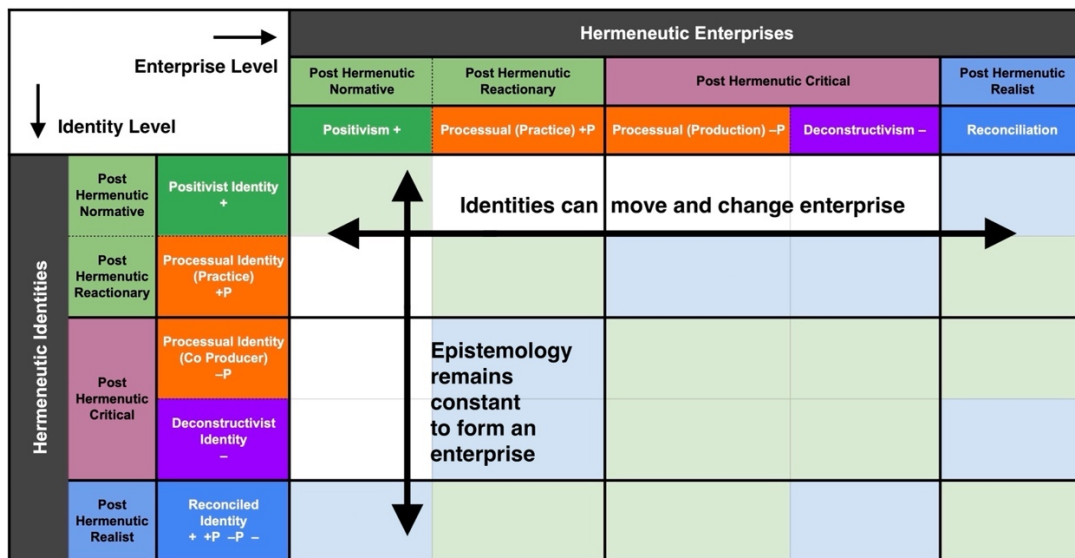 Hermeneutic Enterprises
Enterprise Level
Identity Level
Post Hermenutic
Normative
Post Hermenutic
Reactionary
Post Hermenutic Critical
Post Hermenutic
Realist
Positivism +
Processual (Practice) +P
Processual (Production) –P
Deconstructivism –
Reconciliation
Hermeneutic Identities
Post
Hermenutic
Normative
Positivist Identity
+
Identities can move and change enterprise
Post
Hermenutic
Reactionary
Processual Identity
(Practice)
+P
Post
Hermenutic
Critical
Processual Identity
(Co Producer)
–P
Epistemology
remains
constant
to form an
enterprise
Deconstructivist
Identity
–
Post
Hermenutic
Realist
Reconciled
Identity
+ +P –P –